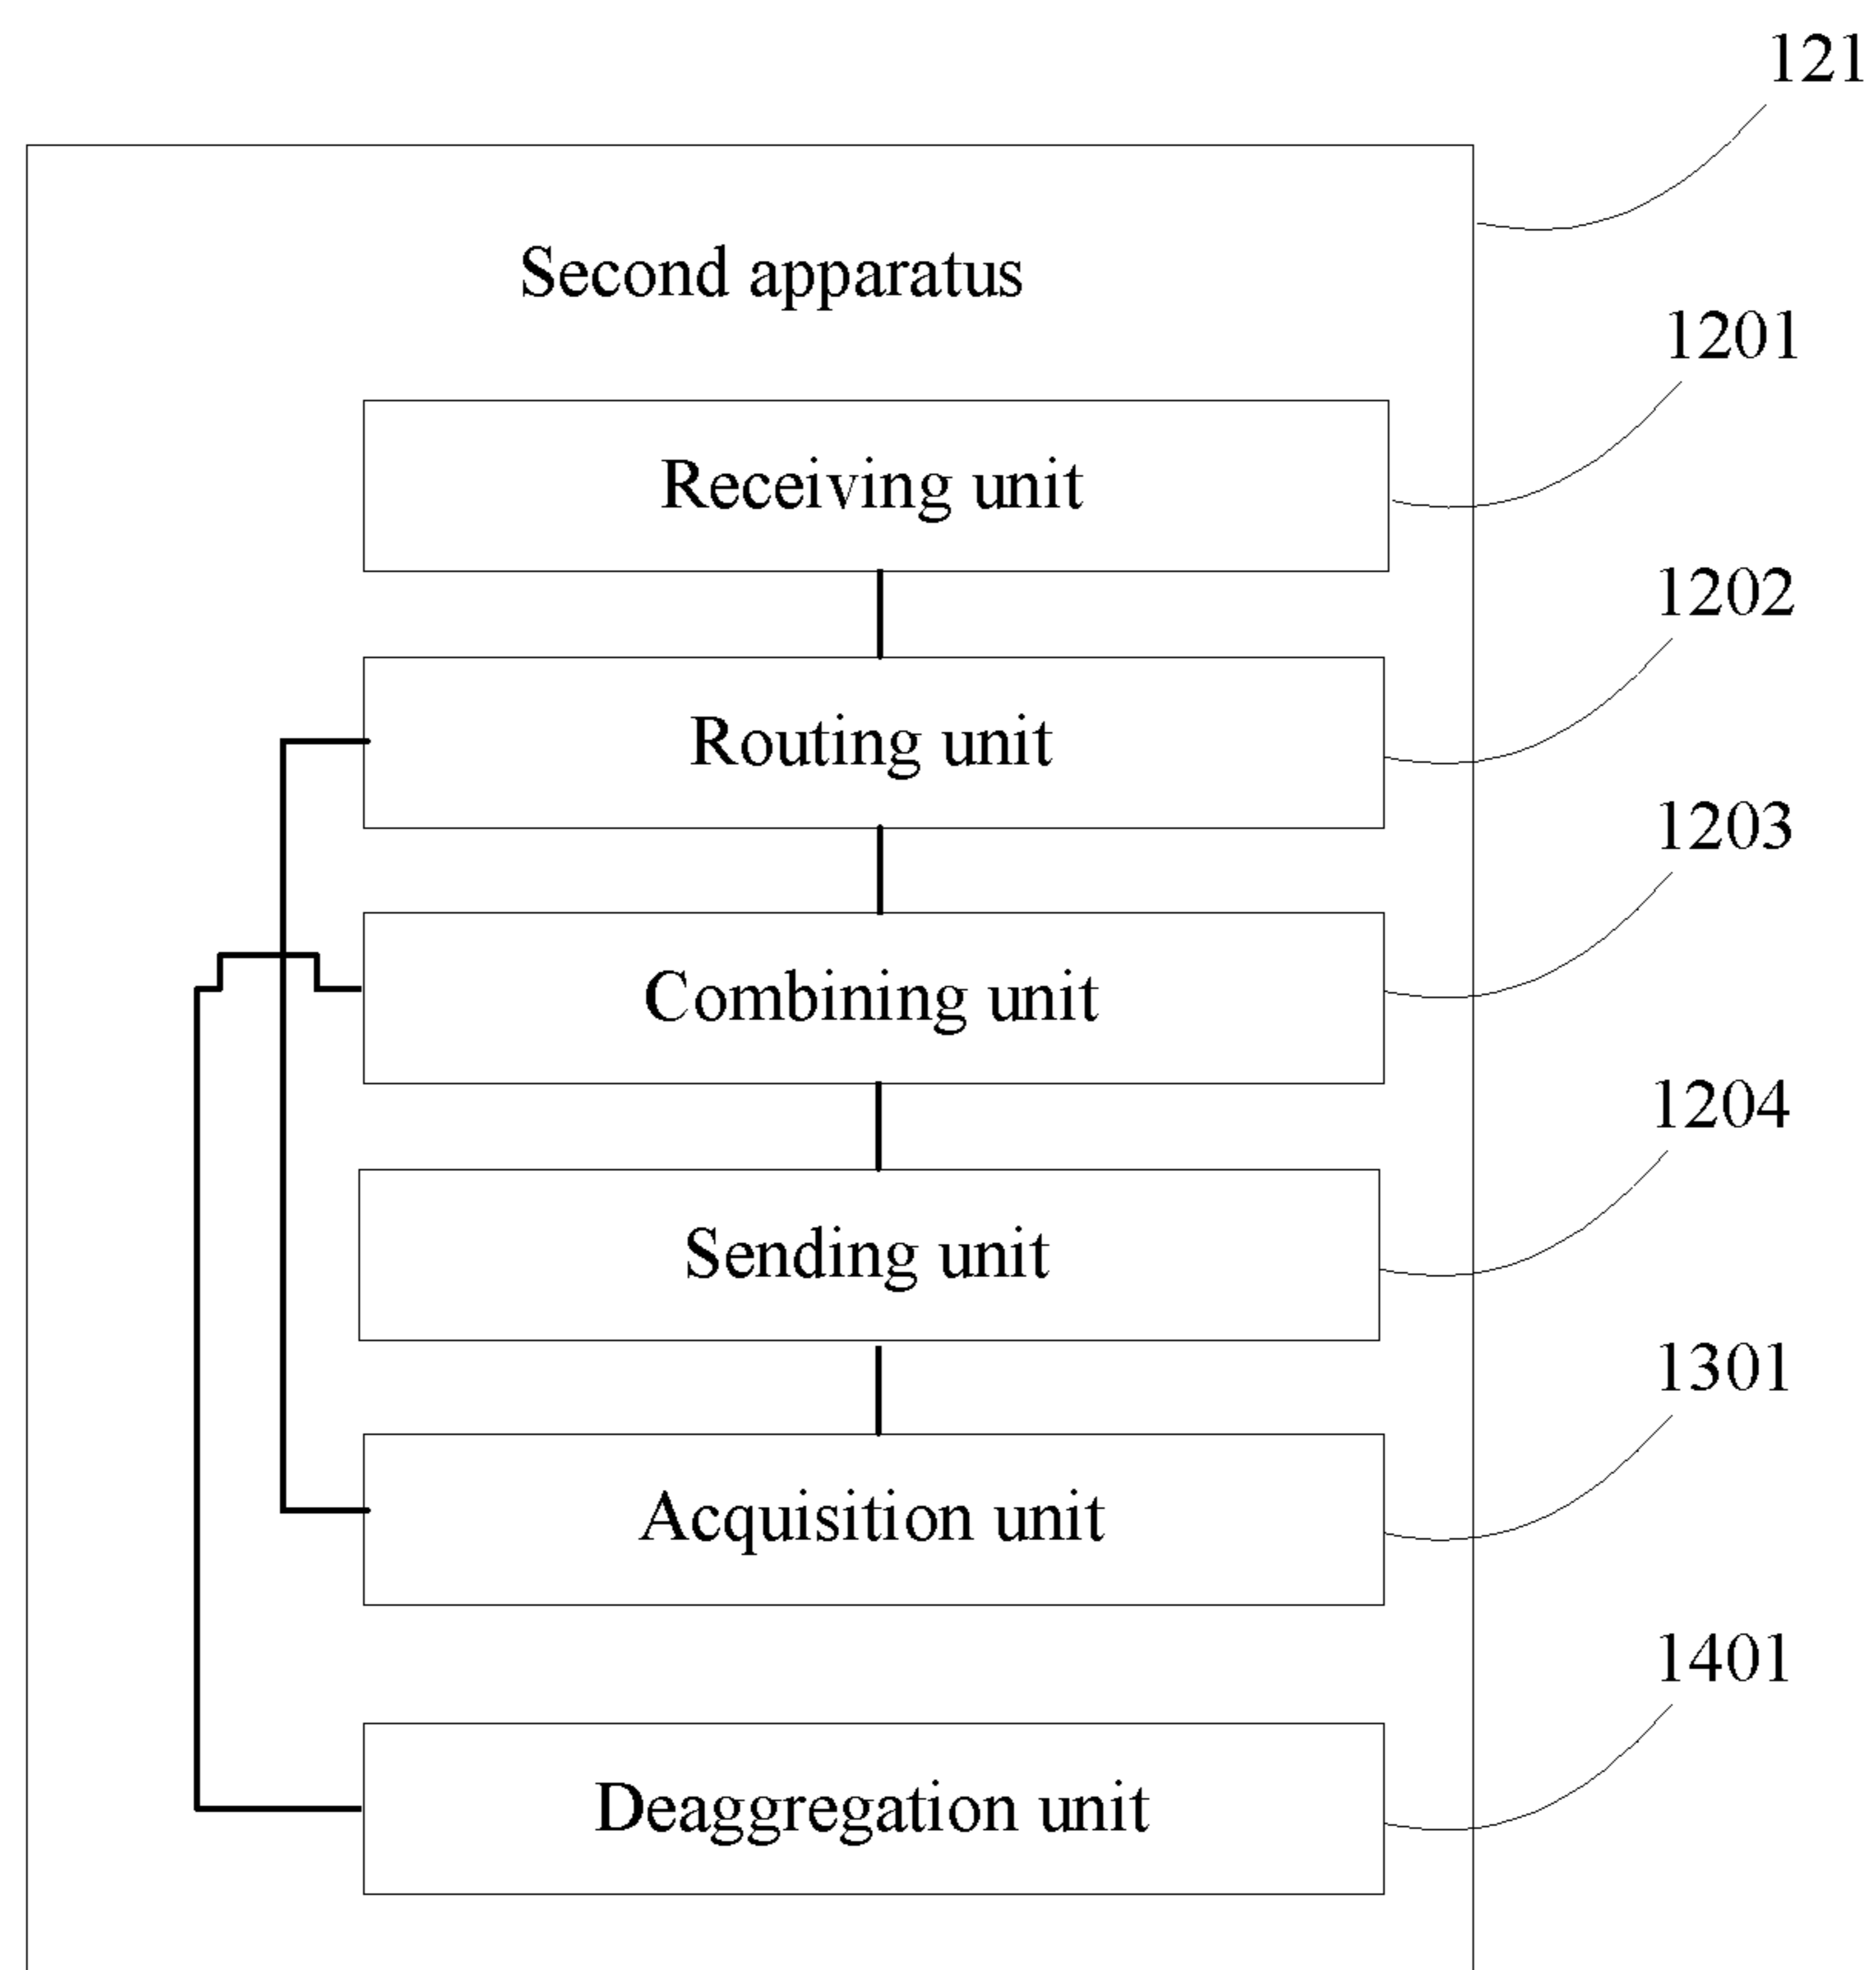 121
Second apparatus
1201
Receiving unit
1202
Routing unit
1203
Combining unit
1204
Sending unit
1301
Acquisition unit
1401
Deaggregation unit